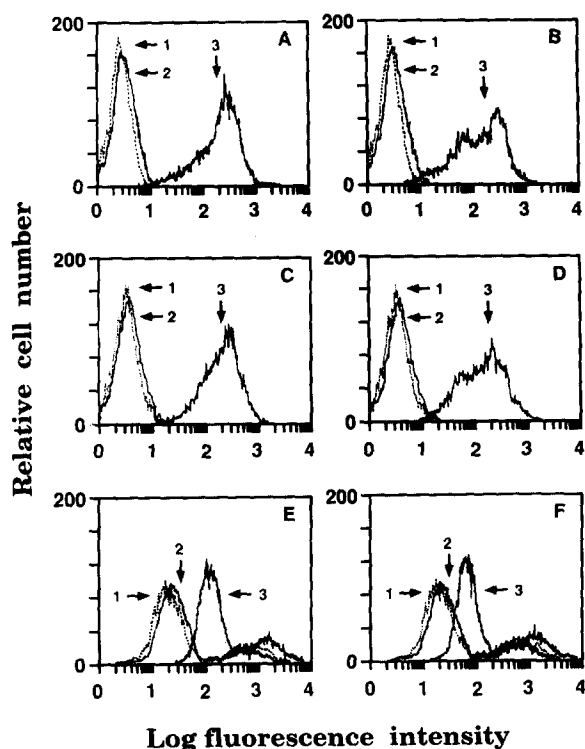 200 A 1 2 3 0
0 1 2 3 4
200 B 1 2 3 0
0 1 2 3 4
200 C 1 2 3 0
0 1 2 3 4
200 D 1 2 3 0
0 1 2 3 4
200 E 2 1 3 0
0 1 2 3 4
200 F 2 1 3 0
0 1 2 3 4
Relative cell number
Log fluorescence intensity